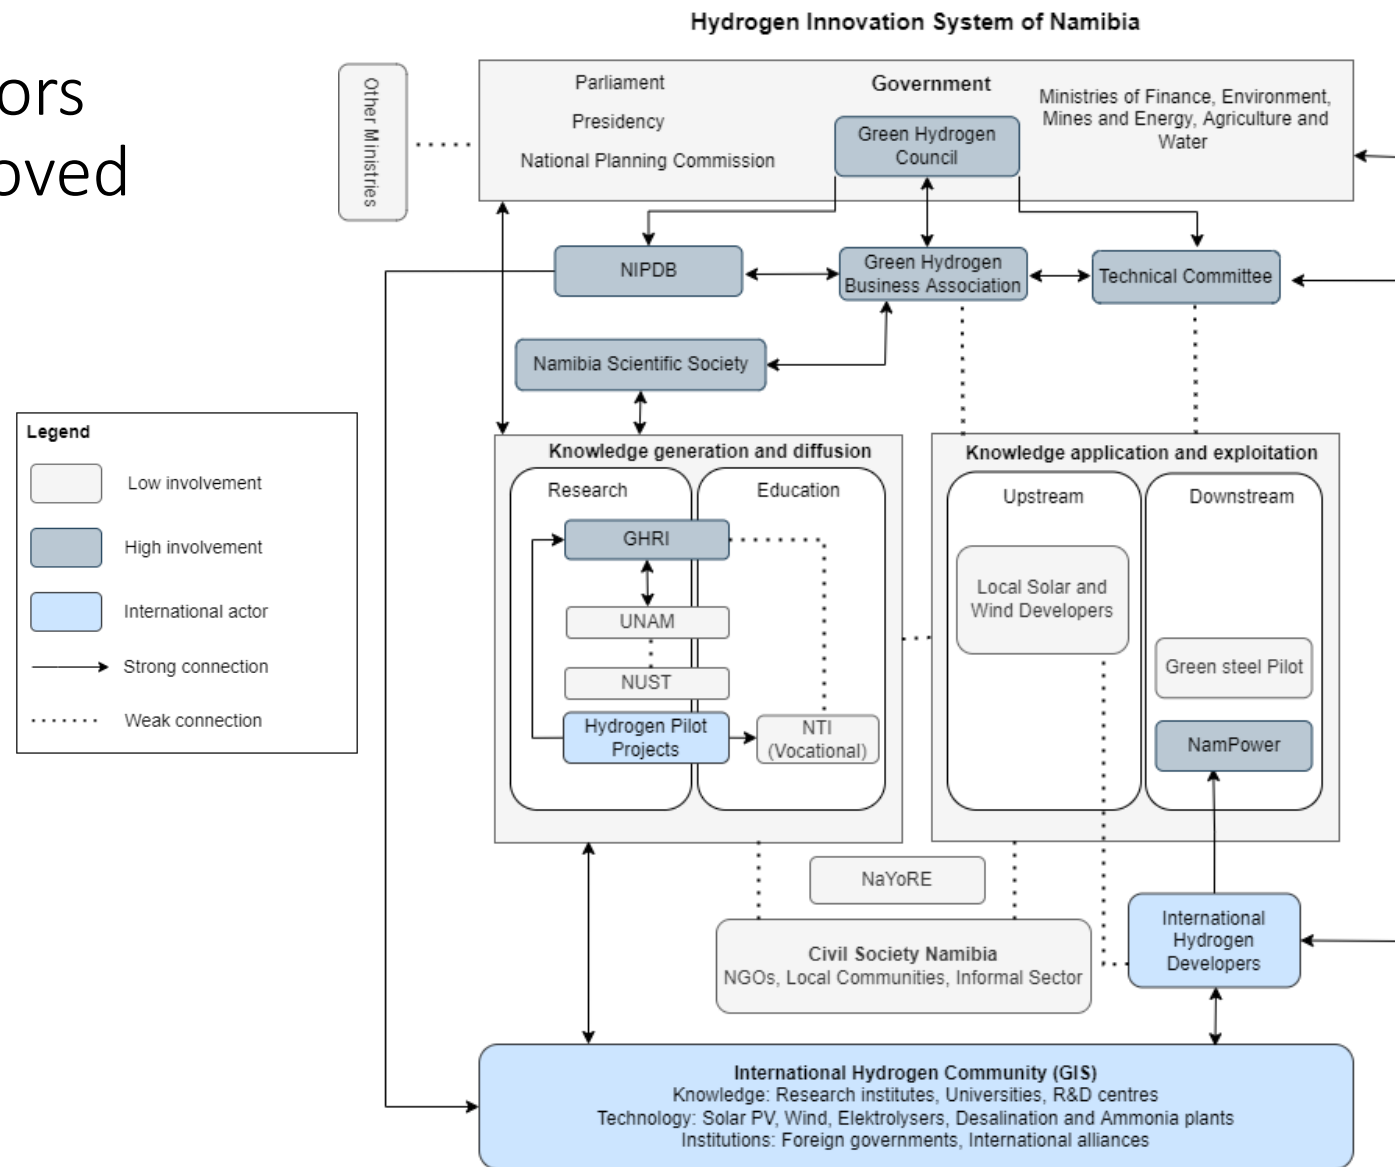 Hydrogen Innovation System of Namibia
ors
oved
Other Ministries
Parliament
Presidency
National Planning Commission
Government
Green Hydrogen
Council
Ministries of Finance, Environment,
Mines and Energy, Agriculture and
Water
NIPDB
Green Hydrogen
Business Association
Technical Committee
Namibia Scientific Society
Legend
Low involvement
High involvement
International actor
Strong connection
Weak connection
Knowledge generation and diffusion
Research
Education
GHRI
UNAM
NUST
Hydrogen Pilot
Projects
NTI
(Vocational)
Knowledge application and exploitation
Upstream
Downstream
Local Solar and
Wind Developers
Green steel Pilot
NamPower
NaYoRE
Civil Society Namibia
NGOs, Local Communities, Informal Sector
International
Hydrogen
Developers
International Hydrogen Community (GIS)
Knowledge: Research institutes, Universities, R&D centres
Technology: Solar PV, Wind, Elektrolysers, Desalination and Ammonia plants
Institutions: Foreign governments, International alliances